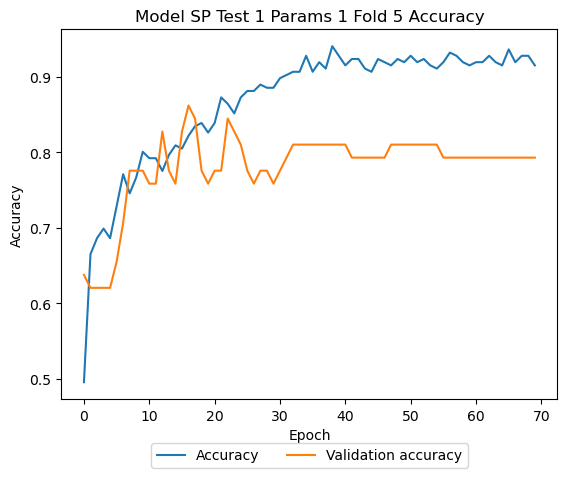 Model SP Test 1 Params 1 Fold 5 Accuracy
Accuracy
0.9
0.8
0.7
0.6
0.5
0 10 20 30 40 50 60 70
Epoch
Accuracy Validation accuracy